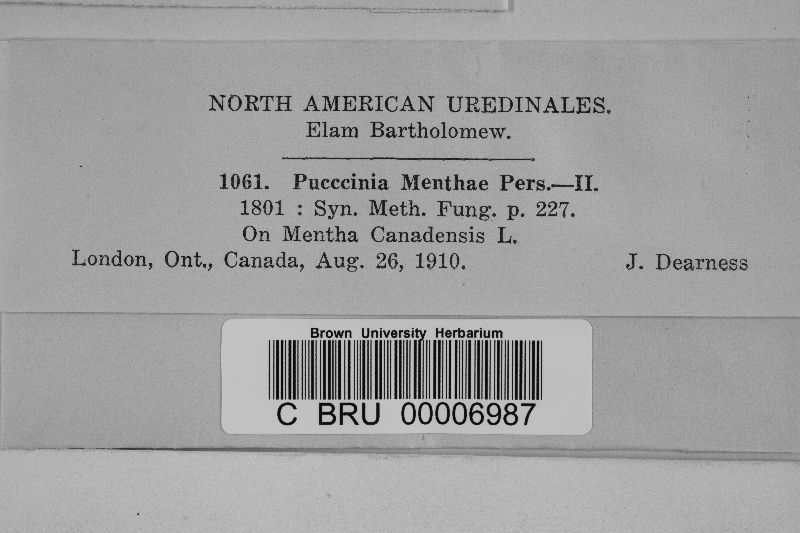 NORTH AMERICAN UREDINALES.
Elam Bartholomew.
1061. Pucccinia Menthae Pers.—II.
1801 : Syn. Meth. Fung. p. 227.
On Mentha Canadensis L.
London, Ont., Canada, Aug. 26, 1910. J. Dearness
Brown University Herbarium
C BRU 00006987